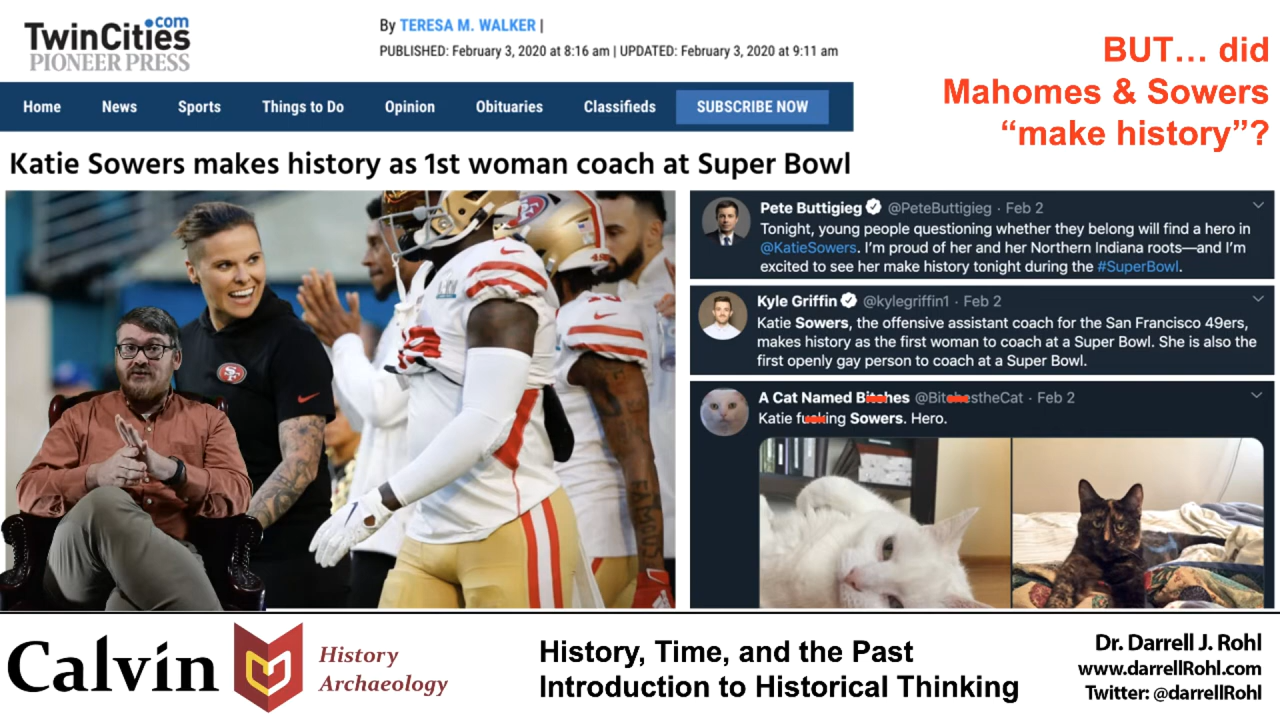 TwinCities.com
PIONEER PRESS
By TERESA M. WALKER |
PUBLISHED: February 3, 2020 at 8:16 am | UPDATED: February 3, 2020 at 9:11 am
Home News Sports Things to Do Opinion Obituaries Classifieds SUBSCRIBE NOW
Katie Sowers makes history as 1st woman coach at Super Bowl
BUT… did
Mahomes & Sowers
“make history”?
SF
FAMOUS
Pete Buttigieg @PeteButtigieg · Feb 2
Tonight, young people questioning whether they belong will find a hero in
@KatieSowers. I’m proud of her and her Northern Indiana roots—and I’m
excited to see her make history tonight during the #SuperBowl.
Kyle Griffin @kylegriffin1 · Feb 2
Katie Sowers, the offensive assistant coach for the San Francisco 49ers,
makes history as the first woman to coach at a Super Bowl. She is also the
first openly gay person to coach at a Super Bowl.
A Cat Named Bitches @BitchestheCat · Feb 2
Katie fucking Sowers. Hero.
Calvin
History
Archaeology
History, Time, and the Past
Introduction to Historical Thinking
Dr. Darrell J. Rohl
www.darrellRohl.com
Twitter: @darrellRohl